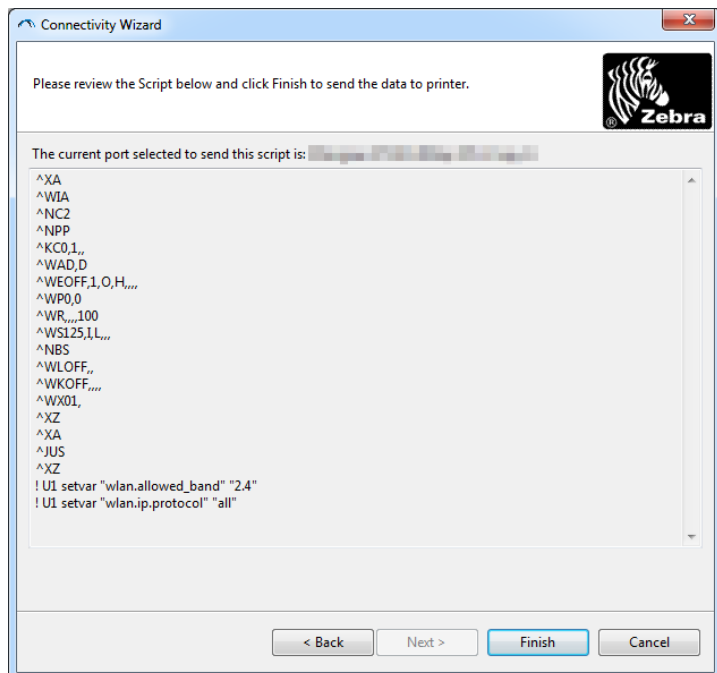 Connectivity Wizard
Please review the Script below and click Finish to send the data to printer.
® Zebra
The current port selected to send this script is:
^XA
^WIA
^NC2
^NPP
^KC0,1,,
^WAD,D
^WEOFF,1,O,H,,,,
^WP0,0
^WR,,,,100
^WS125,I,L,,,
^NBS
^WLOFF,,
^WKOFF,,,,
^WX01,
^XZ
^XA
^JUS
^XZ
! U1 setvar "wlan.allowed_band" "2.4"
! U1 setvar "wlan.ip.protocol" "all"
< Back Next > Finish Cancel